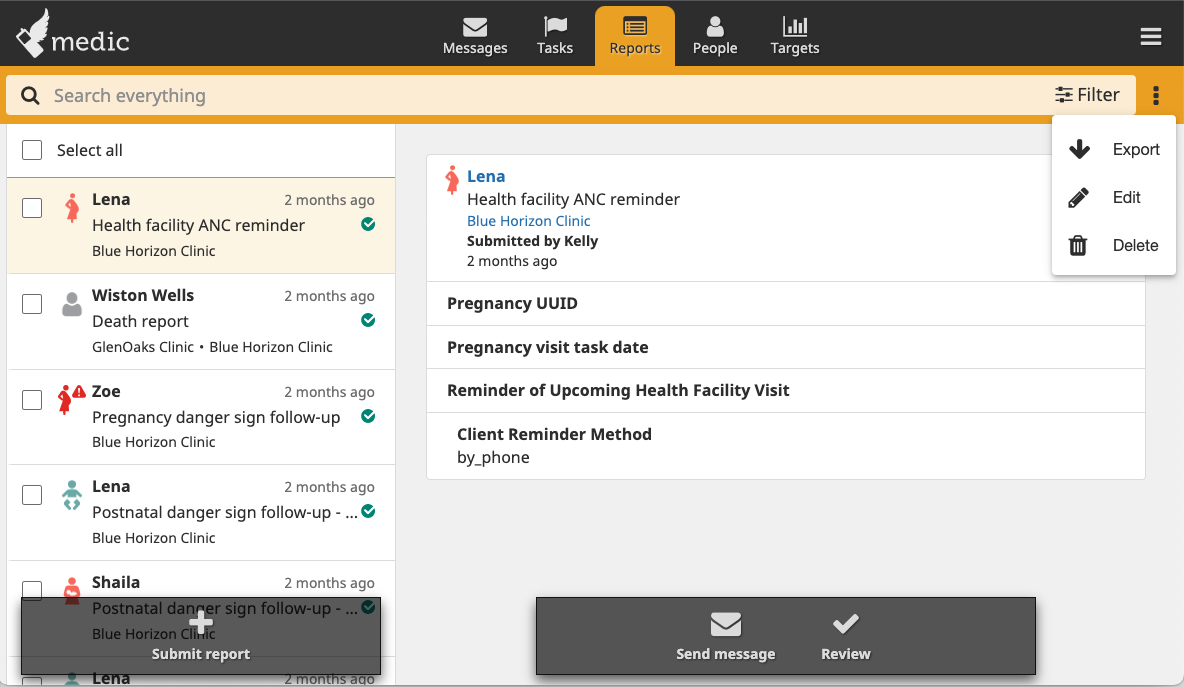 medic
Messages
Tasks
Reports
People
Targets
Search everything
Filter
Export
Edit
Delete
Select all
Lena 2 months ago
Health facility ANC reminder
Blue Horizon Clinic
Wiston Wells 2 months ago
Death report
GlenOaks Clinic • Blue Horizon Clinic
Zoe 2 months ago
Pregnancy danger sign follow-up
Blue Horizon Clinic
Lena 2 months ago
Postnatal danger sign follow-up - ...
Blue Horizon Clinic
Shaila 2 months ago
Postnatal danger sign follow-up - ...
Blue Horizon Clinic
Lena 2 months ago
Submit report
Lena
Health facility ANC reminder
Blue Horizon Clinic
Submitted by Kelly
2 months ago
Pregnancy UUID
Pregnancy visit task date
Reminder of Upcoming Health Facility Visit
Client Reminder Method
by_phone
Send message
Review